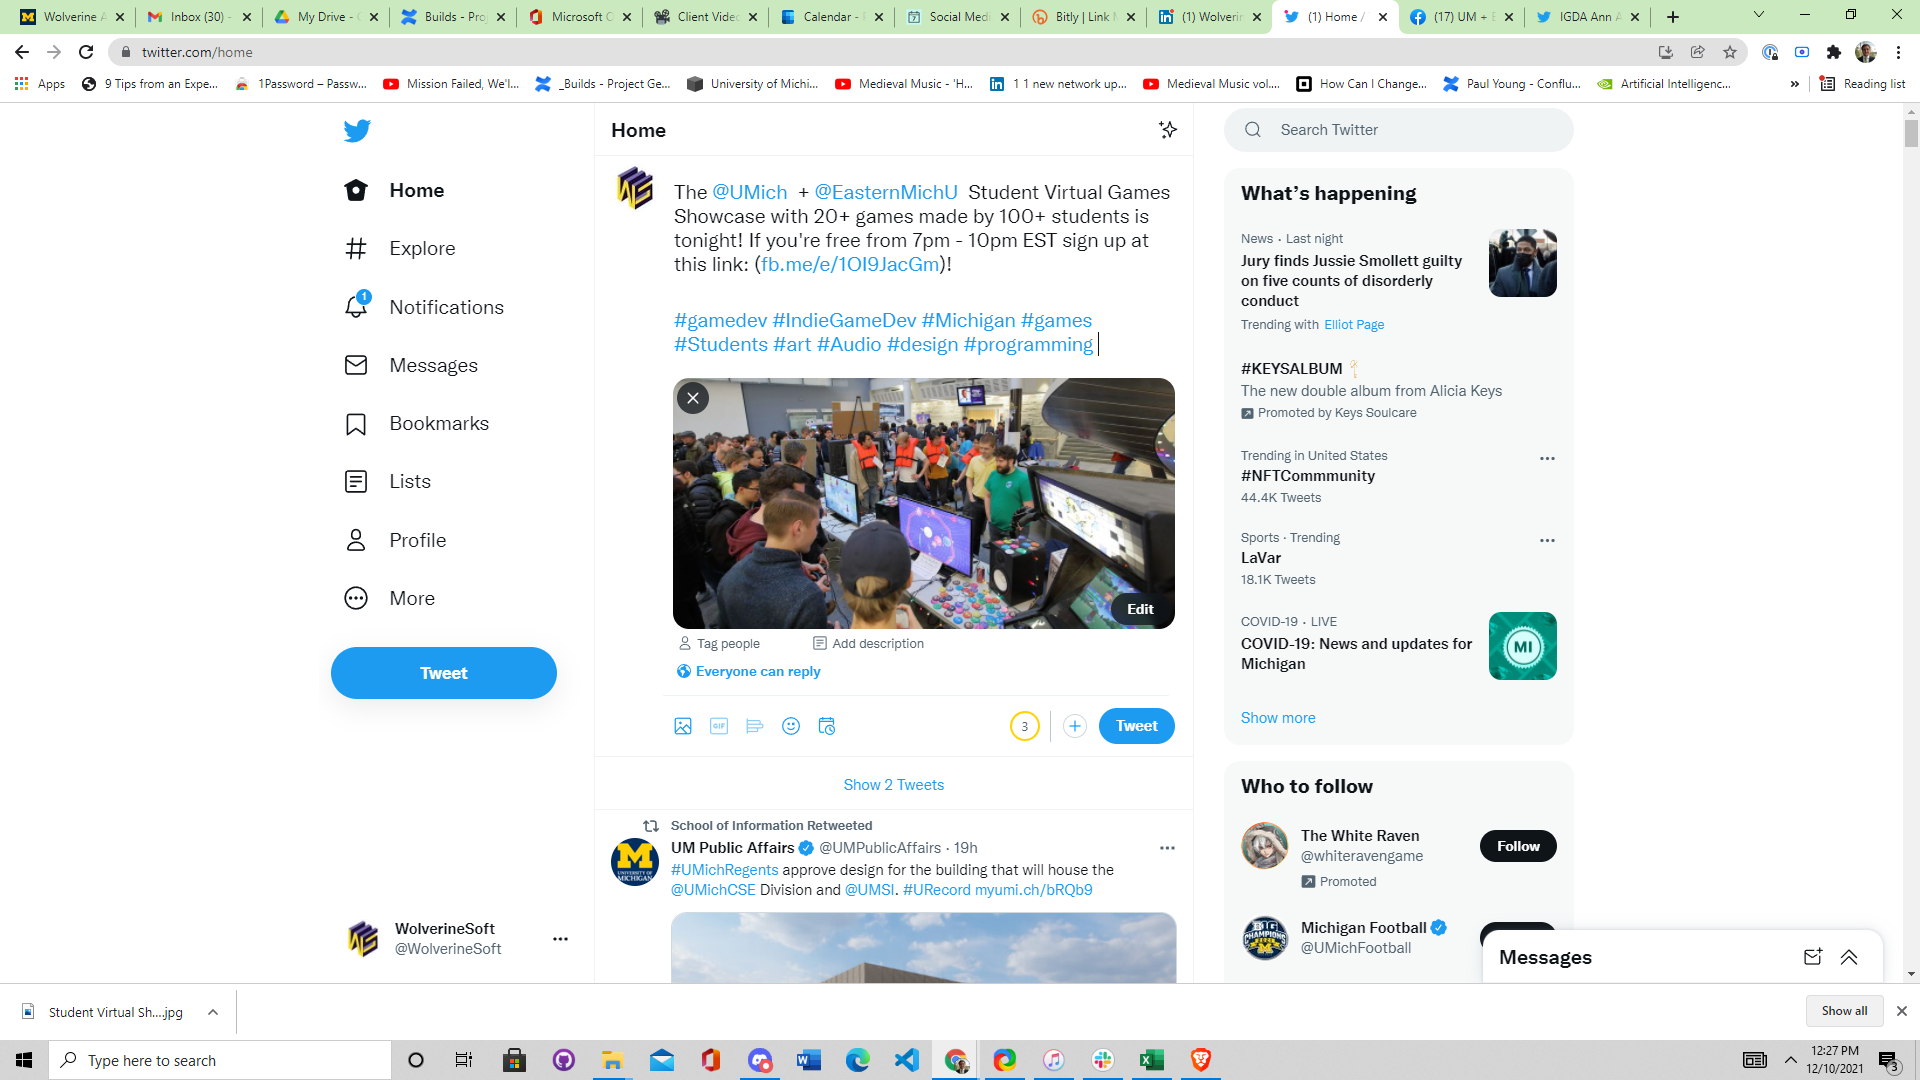 Wolverine A
Inbox (30) -
My Drive -
Builds - Pro
Microsoft O
Client Vide
Calendar -
Social Medi
Bitly | Link
(1) Wolverin
(1) Home /
(17) UM +
IGDA Ann
twitter.com/home
Apps
9 Tips from an Expe...
1Password – Passw...
Mission Failed, We'l...
_Builds - Project Ge...
University of Michi...
Medieval Music - 'H...
1 1 new network up...
Medieval Music vol....
How Can I Change...
Paul Young - Conflu...
Artificial Intelligenc...
»
Reading list
Home
Explore
1
Notifications
Messages
Bookmarks
Lists
Profile
More
Tweet
WolverineSoft
@WolverineSoft
Home
The @UMich + @EasternMichU Student Virtual Games
Showcase with 20+ games made by 100+ students is
tonight! If you're free from 7pm - 10pm EST sign up at
this link: (fb.me/e/1OI9JacGm)!
#gamedev #IndieGameDev #Michigan #games
#Students #art #Audio #design #programming
Edit
Tag people
Add description
Everyone can reply
GIF
3
Tweet
Show 2 Tweets
School of Information Retweeted
UM Public Affairs @UMPublicAffairs · 19h
#UMichRegents approve design for the building that will house the
@UMichCSE Division and @UMSI. #URecord myumi.ch/bRQb9
M
UNIVERSITY OF
MICHIGAN
Search Twitter
What's happening
News · Last night
Jury finds Jussie Smollett guilty
on five counts of disorderly
conduct
Trending with Elliot Page
#KEYSALBUM
The new double album from Alicia Keys
Promoted by Keys Soulcare
Trending in United States
#NFTCommmunity
44.4K Tweets
Sports · Trending
LaVar
18.1K Tweets
COVID-19 · LIVE
COVID-19: News and updates for
Michigan
MI
Show more
Who to follow
The White Raven
@whiteravengame
Promoted
Follow
Michigan Football
@UMichFootball
Messages
Student Virtual Sh....jpg
Show all
Type here to search
12:27 PM
12/10/2021
3